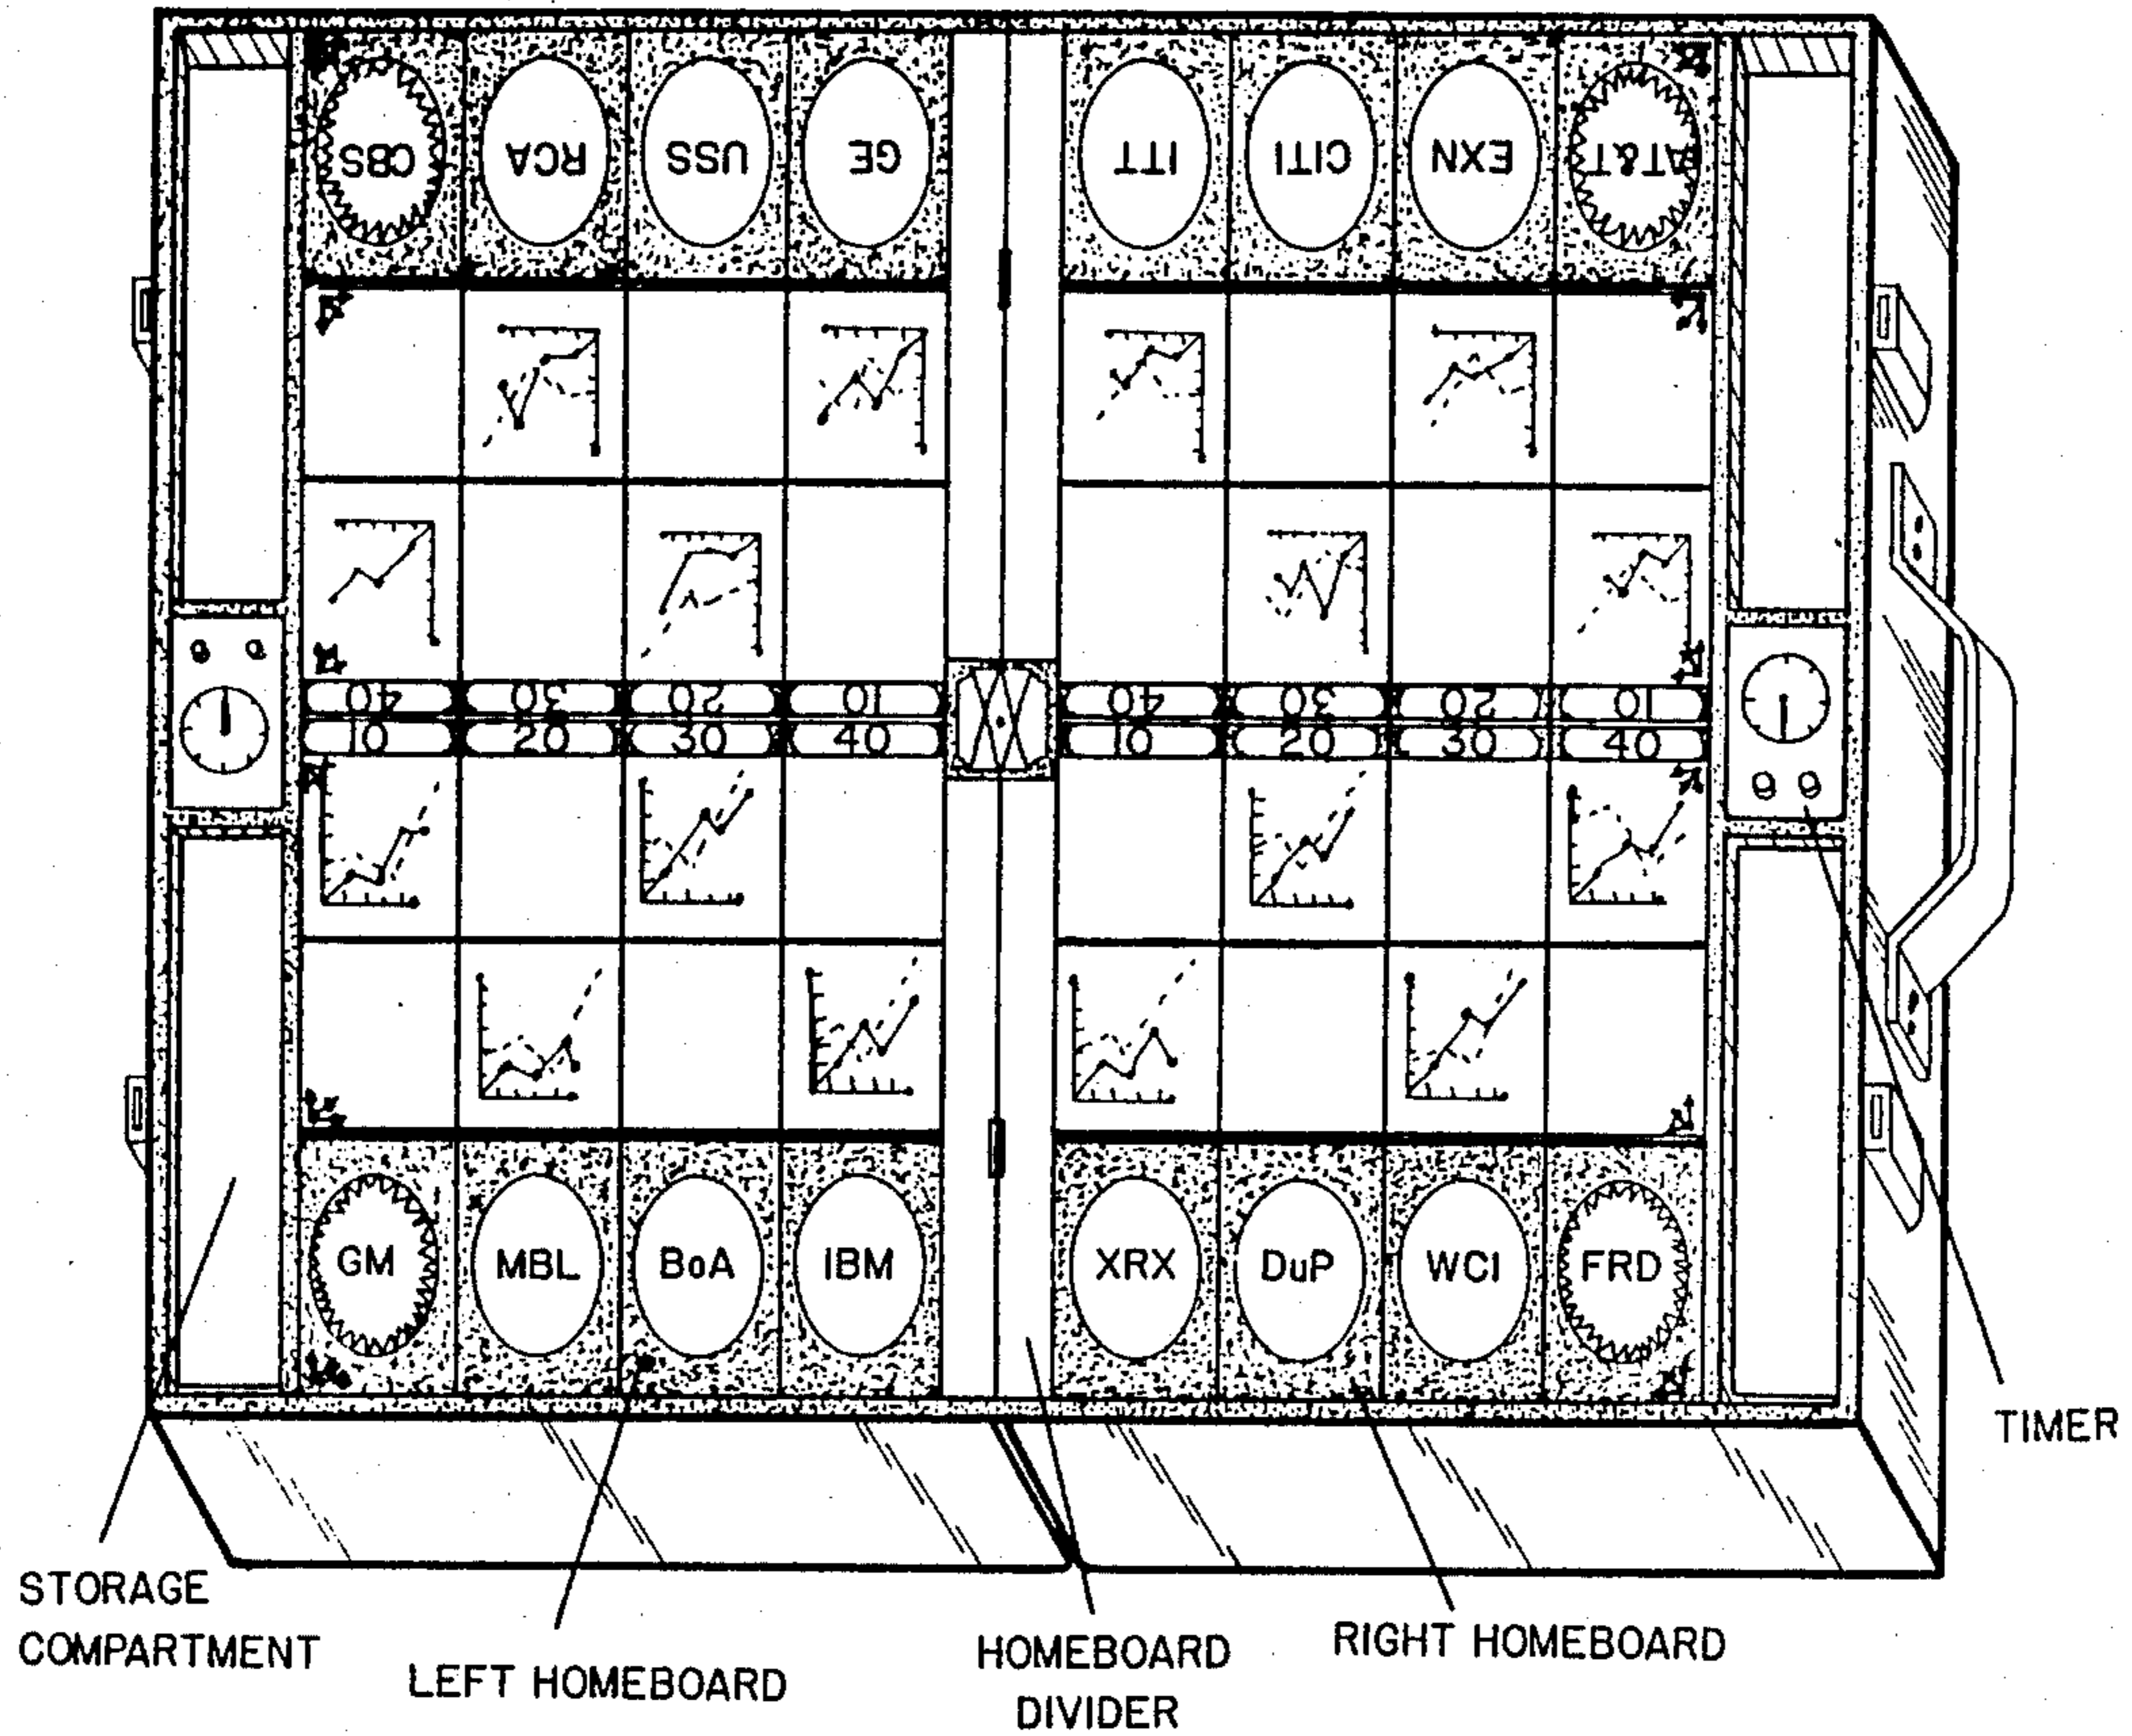 CBS RCA USS GE ITT CITI EXN AT&T
40 30 20 10 40 30 20 10
10 20 30 40 10 20 30 40
GM MBL BoA IBM XRX DuP WCI FRD
TIMER
STORAGE
COMPARTMENT
LEFT HOMEBOARD
HOMEBOARD
DIVIDER
RIGHT HOMEBOARD